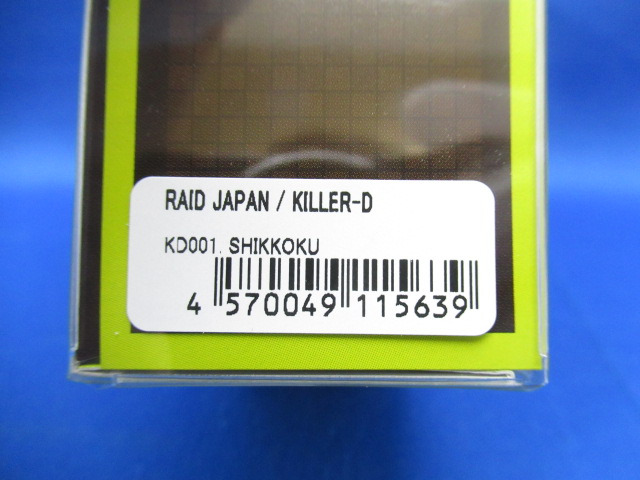 RAID JAPAN / KILLER-D
KD001. SHIKKOKU
4 570049 115639